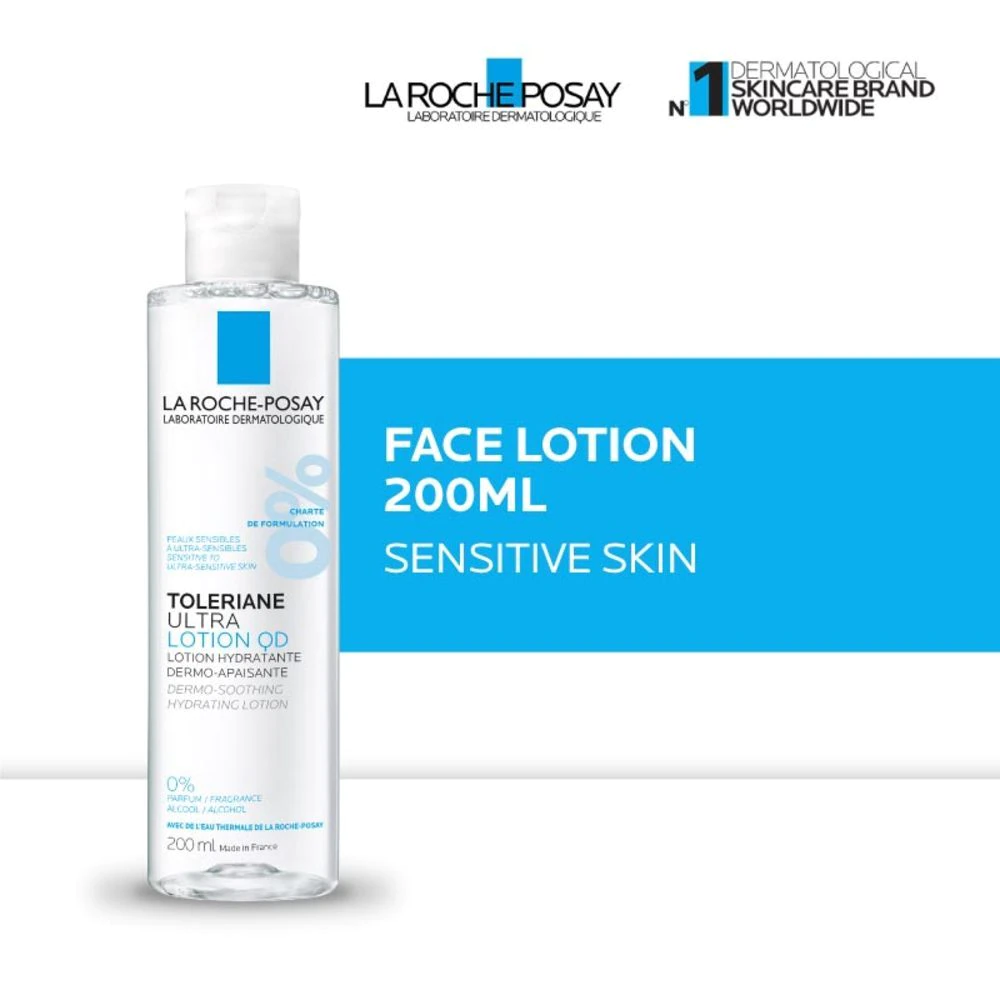 LA ROCHE-POSAY
LABORATOIRE DERMATOLOGIQUE
N°1 DERMATOLOGICAL
SKINCARE BRAND
WORLDWIDE
LA ROCHE-POSAY
LABORATOIRE DERMATOLOGIQUE
0%
CHARTE
DE FORMULATION
PEAUX SENSIBLES
À ULTRA-SENSIBLES
SENSITIVE TO
ULTRA-SENSITIVE SKIN
TOLERIANE
ULTRA
LOTION QD
LOTION HYDRATANTE
DERMO-APAISANTE
DERMO-SOOTHING
HYDRATING LOTION
0%
PARFUM / FRAGRANCE
ALCOOL / ALCOHOL
AVEC DE L'EAU THERMALE DE LA ROCHE-POSAY
200 ml Made in France
FACE LOTION
200ML
SENSITIVE SKIN